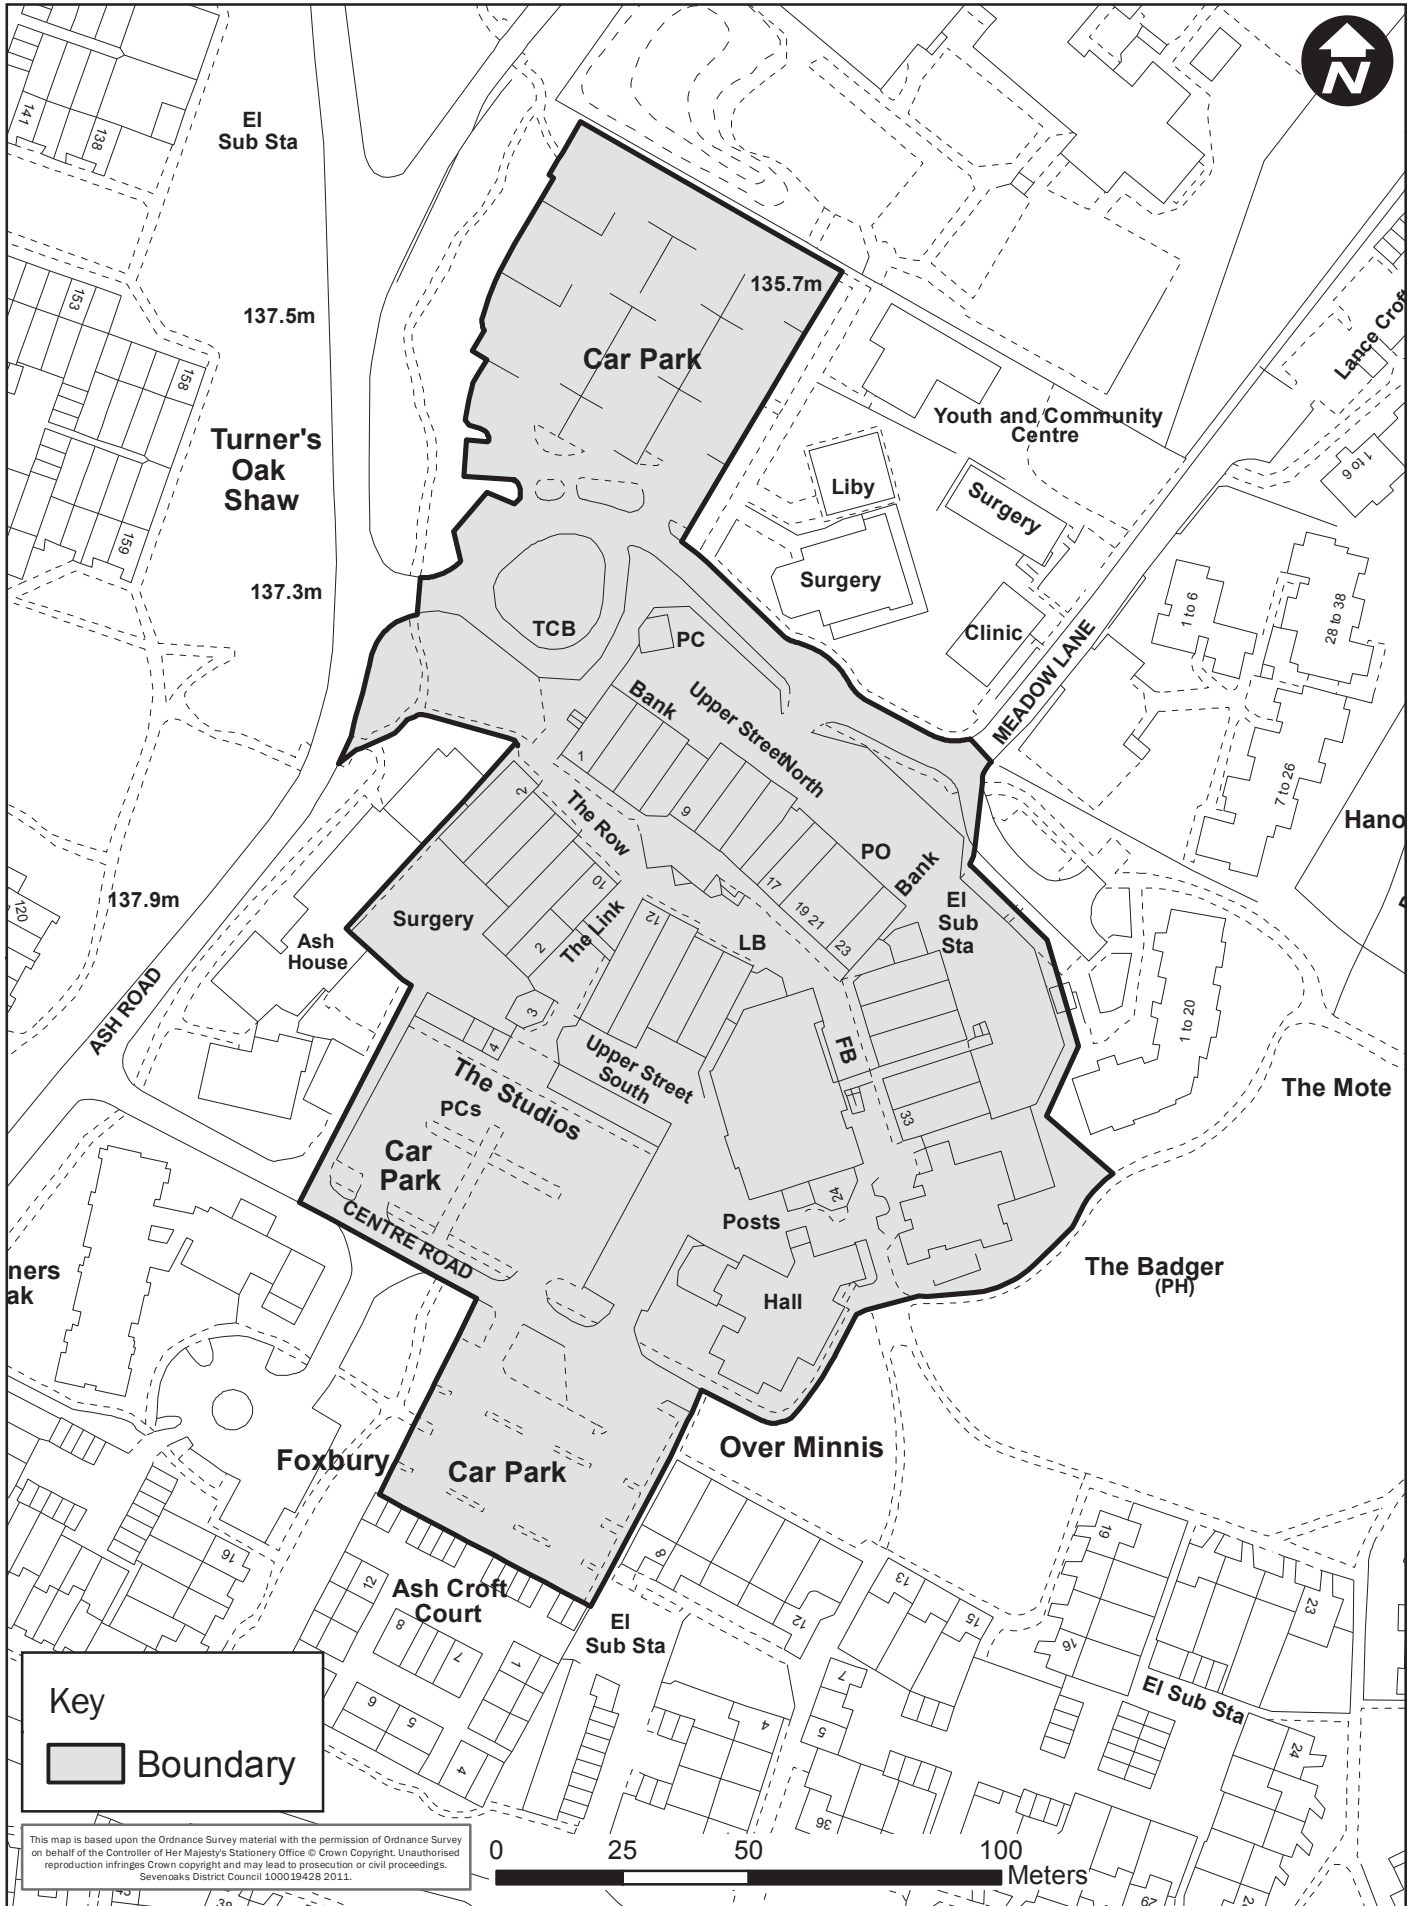 N
141
138
El
Sub Sta
135.7m
153
137.5m
158
Car Park
Lance Crof
Youth and Community
Centre
Turner's
Oak
Shaw
1 to 6
Liby
Surgery
159
Surgery
137.3m
1 to 6
28 to 38
TCB
PC
Clinic
MEADOW LANE
Bank
Upper Street North
7 to 26
1
2
The Row
9
Hano
PO
Bank
10
17
19 21
23
El
Sub
Sta
137.9m
120
Surgery
Ash
House
The Link
2
12
LB
ASH ROAD
3
4
1 to 20
FB
Upper Street
South
The Studios
The Mote
PCs
33
Car
Park
24
CENTRE ROAD
Posts
ners
ak
The Badger
(PH)
Hall
Foxbury
Over Minnis
Car Park
16
12
8
19
13
15
12
23
16
Ash Croft
Court
8
7
1
El
Sub Sta
7
5
El Sub Sta
6
5
4
4
24
36
Key
Boundary
This map is based upon the Ordnance Survey material with the permission of Ordnance Survey
on behalf of the Controller of Her Majesty's Stationery Office © Crown Copyright. Unauthorised
reproduction infringes Crown copyright and may lead to prosecution or civil proceedings.
Sevenoaks District Council 100019428 2011.
0 25 50 100
Meters
67